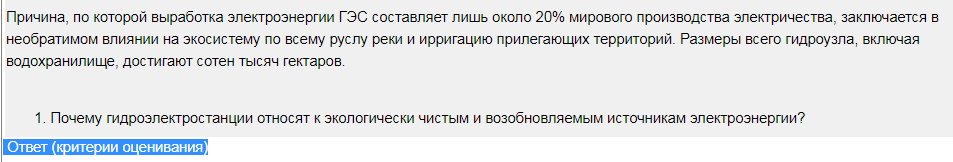 Причина, по которой выработка электроэнергии ГЭС составляет лишь около 20% мирового производства электричества, заключается в
необратимом влиянии на экосистему по всему руслу реки и ирригацию прилегающих территорий. Размеры всего гидроузла, включая
водохранилище, достигают сотен тысяч гектаров.
1. Почему гидроэлектростанции относят к экологически чистым и возобновляемым источникам электроэнергии?
Ответ (критерии оценивания)